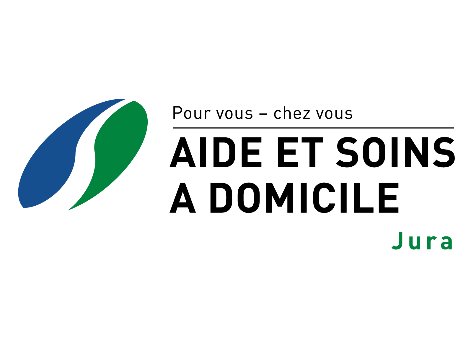 Pour vous – chez vous
AIDE ET SOINS
A DOMICILE
Jura